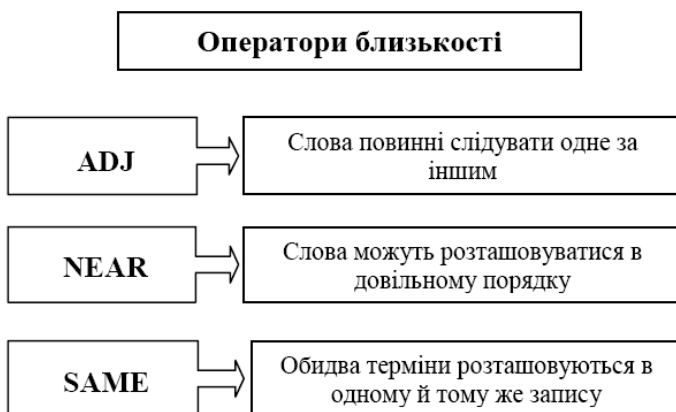 Оператори близькості
ADJ
Слова повинні слідувати одне за
іншим
NEAR
Слова можуть розташовуватися в
довільному порядку
SAME
Обидва терміни розташовуються в
одному й тому же запису